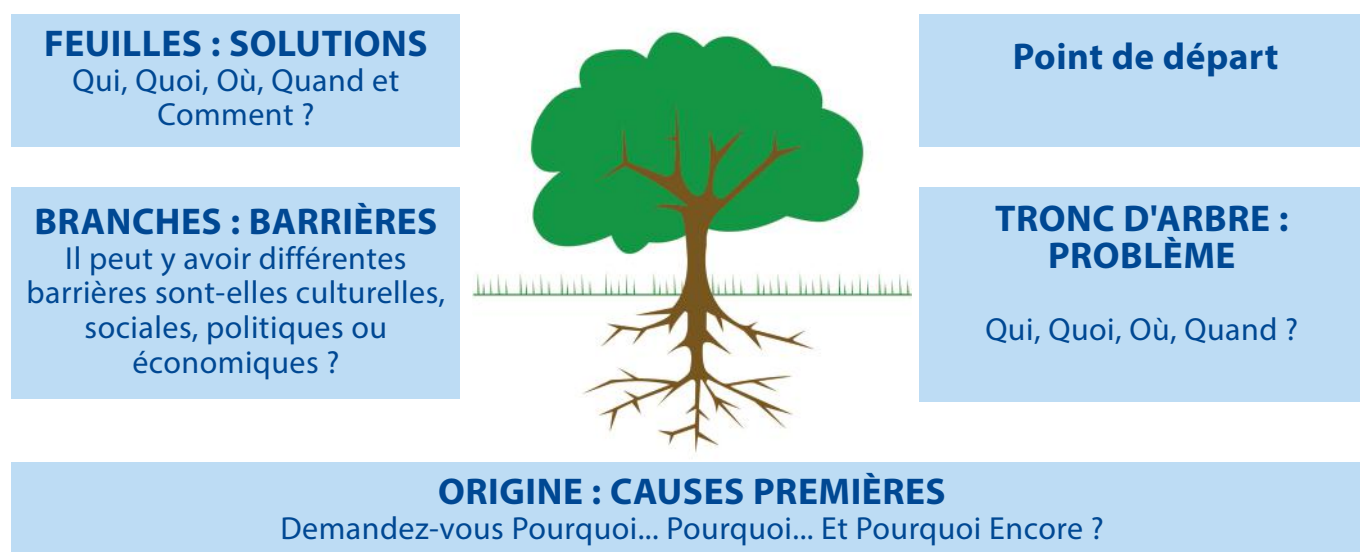 FEUILLES : SOLUTIONS
Qui, Quoi, Où, Quand et
Comment ?
Point de départ
BRANCHES : BARRIÈRES
Il peut y avoir différentes
barrières sont-elles culturelles,
sociales, politiques ou
économiques ?
TRONC D'ARBRE :
PROBLÈME
Qui, Quoi, Où, Quand ?
ORIGINE : CAUSES PREMIÈRES
Demandez-vous Pourquoi... Pourquoi... Et Pourquoi Encore ?